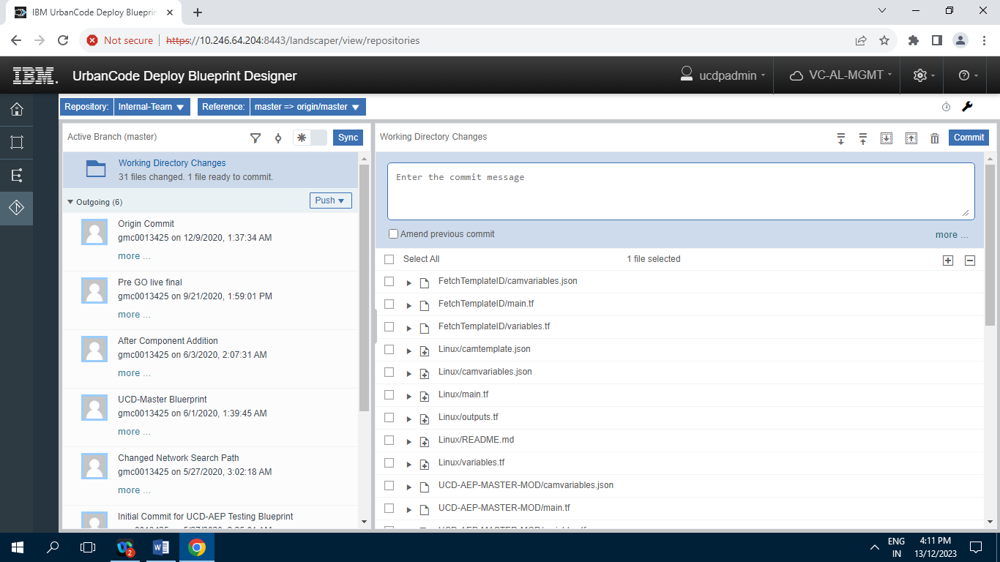 IBM UrbanCode Deploy Blueprin
Not secure https://10.246.64.204:8443/landscaper/view/repositories
IBM. UrbanCode Deploy Blueprint Designer ucdpadmin VC-AL-MGMT
Repository: Internal-Team Reference: master => origin/master
Active Branch (master) Sync
Working Directory Changes
31 files changed. 1 file ready to commit.
Outgoing (6) Push
Origin Commit
gmc0013425 on 12/9/2020, 1:37:34 AM
more ...
Pre GO live final
gmc0013425 on 9/21/2020, 1:59:01 PM
more ...
After Component Addition
gmc0013425 on 6/3/2020, 2:07:31 AM
more ...
UCD-Master Blueprint
gmc0013425 on 6/1/2020, 1:39:45 AM
more ...
Changed Network Search Path
gmc0013425 on 5/27/2020, 3:02:18 AM
more ...
Initial Commit for UCD-AEP Testing Blueprint
Working Directory Changes Commit
Enter the commit message
Amend previous commit more ...
Select All 1 file selected
FetchTemplateID/camvariables.json
FetchTemplateID/main.tf
FetchTemplateID/variables.tf
Linux/camtemplate.json
Linux/camvariables.json
Linux/main.tf
Linux/outputs.tf
Linux/README.md
Linux/variables.tf
UCD-AEP-MASTER-MOD/camvariables.json
UCD-AEP-MASTER-MOD/main.tf
2
ENG
IN
4:11 PM
13/12/2023